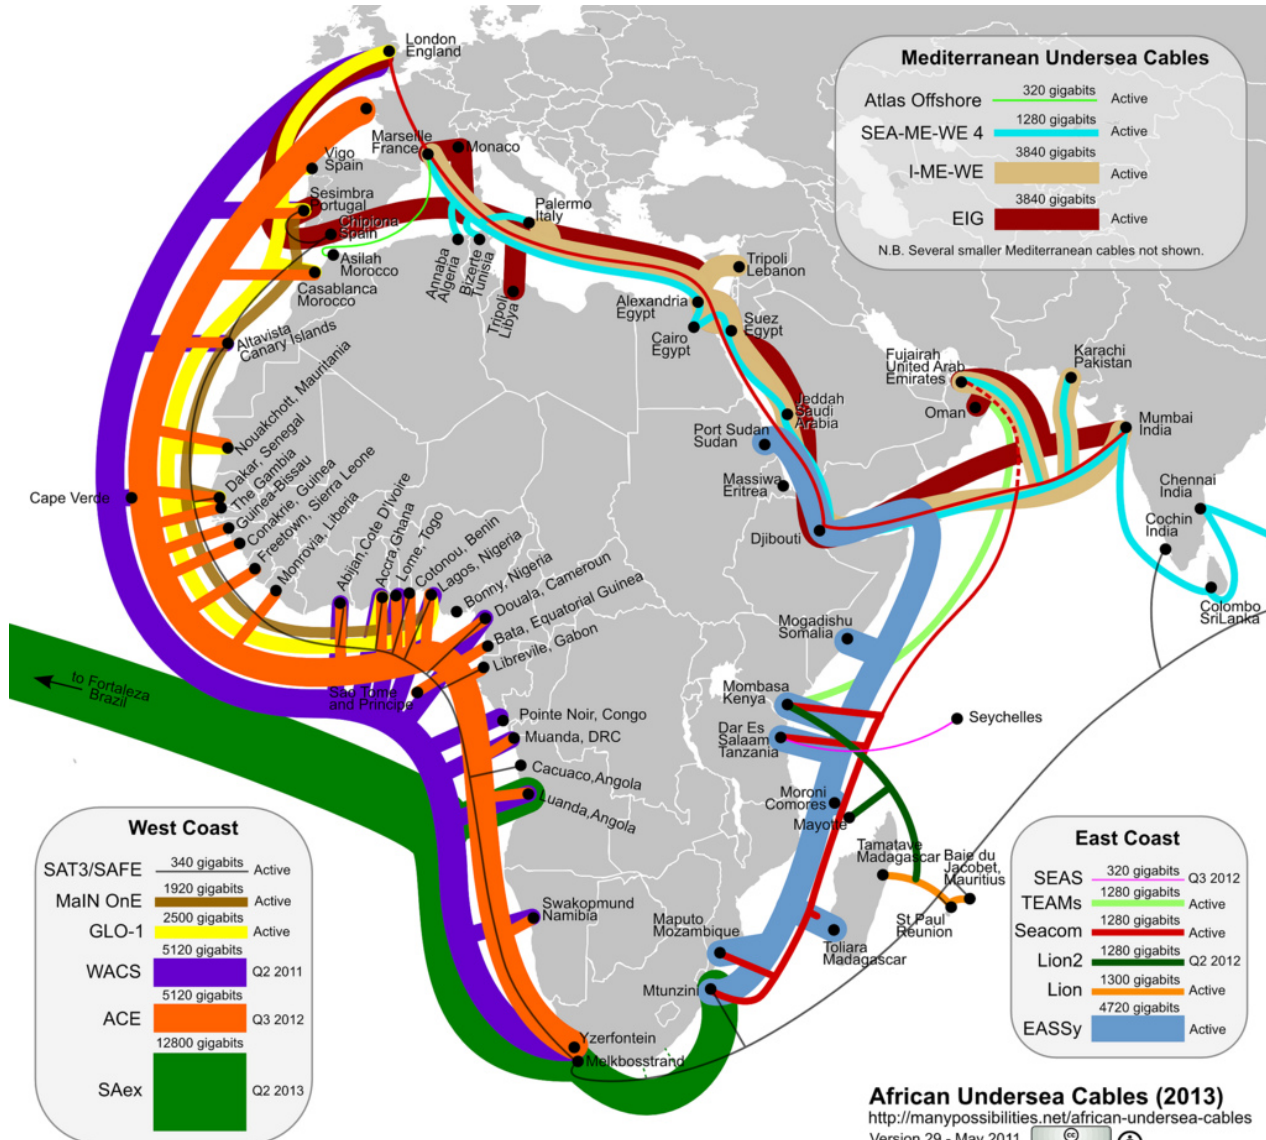 London
England
Marseille
France
Monaco
Vigo
Spain
Sesimbra
Portugal
Chipiona
Spain
Asilah
Morocco
Casablanca
Morocco
Palermo
Italy
Annaba
Algeria
Bizerte
Tunisia
Tripoli
Libya
Tripoli
Lebanon
Alexandria
Egypt
Cairo
Egypt
Suez
Egypt
Altavista
Canary Islands
Jeddah
Saudi
Arabia
Port Sudan
Sudan
Massiwa
Eritrea
Djibouti
Fujairah
United Arab
Emirates
Oman
Karachi
Pakistan
Mumbai
India
Chennai
India
Cochin
India
Colombo
SriLanka
Nouakchott, Mauritania
Dakar, Senegal
The Gambia
Guinea-Bissau
Conakrie, Guinea
Freetown, Sierra Leone
Monrovia, Liberia
Cape Verde
Abijan,Cote D'Ivoire
Accra,Ghana
Lome, Togo
Cotonou, Benin
Lagos, Nigeria
Bonny, Nigeria
Douala, Cameroun
Bata, Equatorial Guinea
Librevile, Gabon
Sao Tome
and Principe
Pointe Noir, Congo
Muanda, DRC
Cacuaco,Angola
Luanda,Angola
Swakopmund
Namibia
Yzerfontein
Melkbosstrand
Mtunzini
Maputo
Mozambique
Toliara
Madagascar
Mogadishu
Somalia
Mombasa
Kenya
Dar Es
Salaam
Tanzania
Seychelles
Moroni
Comores
Mayotte
Tamatave
Madagascar
Baie du
Jacobet,
Mauritius
St Paul
Reunion
to Fortaleza
Brazil
Mediterranean Undersea Cables
Atlas Offshore 320 gigabits Active
SEA-ME-WE 4 1280 gigabits Active
I-ME-WE 3840 gigabits Active
EIG 3840 gigabits Active
N.B. Several smaller Mediterranean cables not shown.
West Coast
SAT3/SAFE 340 gigabits Active
MaIN OnE 1920 gigabits Active
GLO-1 2500 gigabits Active
WACS 5120 gigabits Q2 2011
ACE 5120 gigabits Q3 2012
SAex 12800 gigabits Q2 2013
East Coast
SEAS 320 gigabits Q3 2012
TEAMs 1280 gigabits Active
Seacom 1280 gigabits Active
Lion2 1280 gigabits Q2 2012
Lion 1300 gigabits Active
EASSy 4720 gigabits Active
African Undersea Cables (2013)
http://manypossibilities.net/african-undersea-cables
Version 29 - May 2011
cc